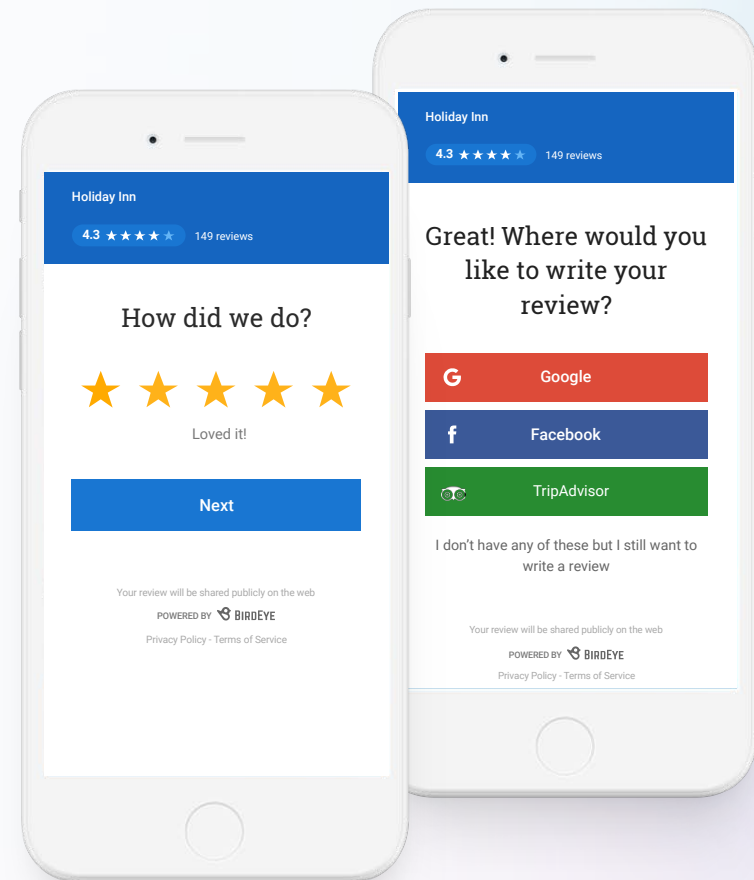 Holiday Inn
4.3 149 reviews
How did we do?
Loved it!
Next
Your review will be shared publicly on the web
POWERED BY BIRDEYE
Privacy Policy - Terms of Service
Holiday Inn
4.3 149 reviews
Great! Where would you
like to write your
review?
G Google
f Facebook
TripAdvisor
I don't have any of these but I still want to
write a review
Your review will be shared publicly on the web
POWERED BY BIRDEYE
Privacy Policy - Terms of Service